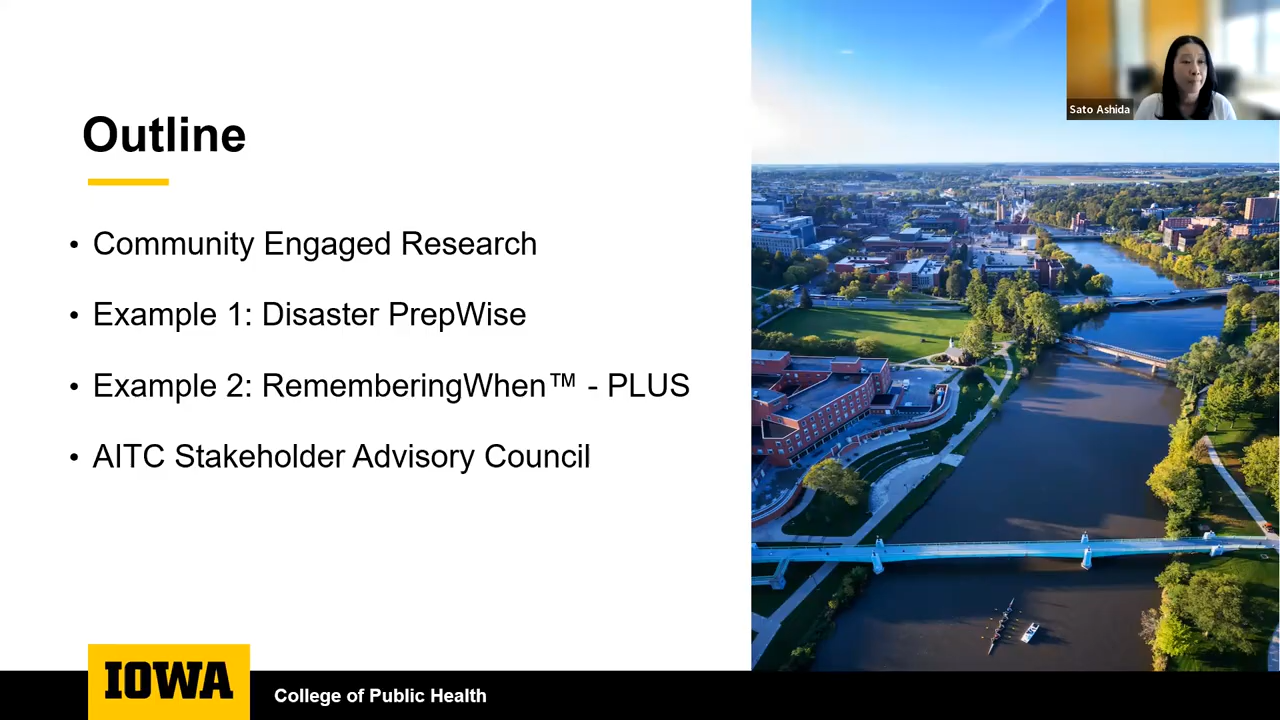 Outline
• Community Engaged Research
• Example 1: Disaster PrepWise
• Example 2: RememberingWhen™ - PLUS
• AITC Stakeholder Advisory Council
Sato Ashida
IOWA
College of Public Health